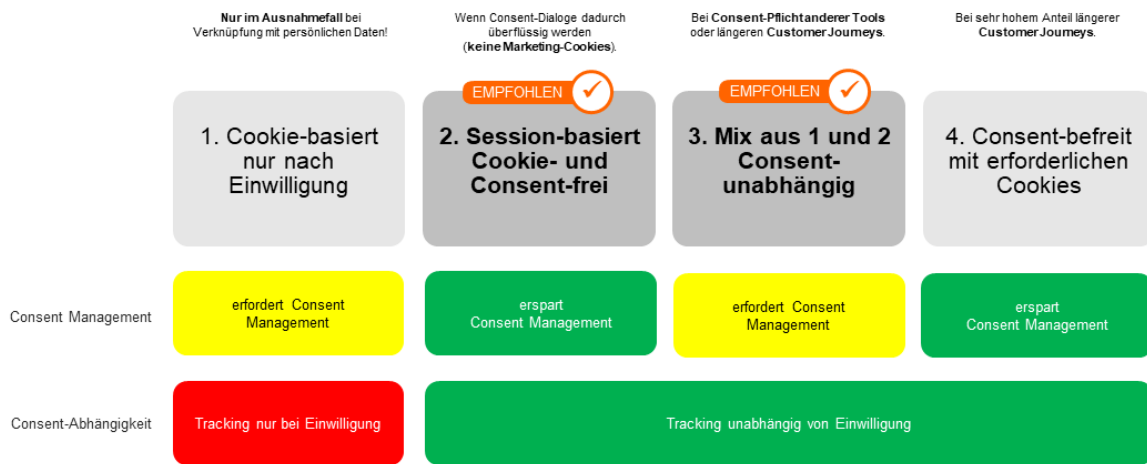 Nur im Ausnahmefall bei
Verknüpfung mit persönlichen Daten!
Wenn Consent-Dialoge dadurch
überflüssig werden
(keine Marketing-Cookies).
Bei Consent-Pflicht anderer Tools
oder längeren Customer Journeys.
Bei sehr hohem Anteil längerer
Customer Journeys.
EMPFOHLEN
EMPFOHLEN
1. Cookie-basiert
nur nach
Einwilligung
2. Session-basiert
Cookie- und
Consent-frei
3. Mix aus 1 und 2
Consent-
unabhängig
4. Consent-befreit
mit erforderlichen
Cookies
Consent Management
erfordert Consent
Management
erspart
Consent Management
erfordert Consent
Management
erspart
Consent Management
Consent-Abhängigkeit
Tracking nur bei Einwilligung
Tracking unabhängig von Einwilligung